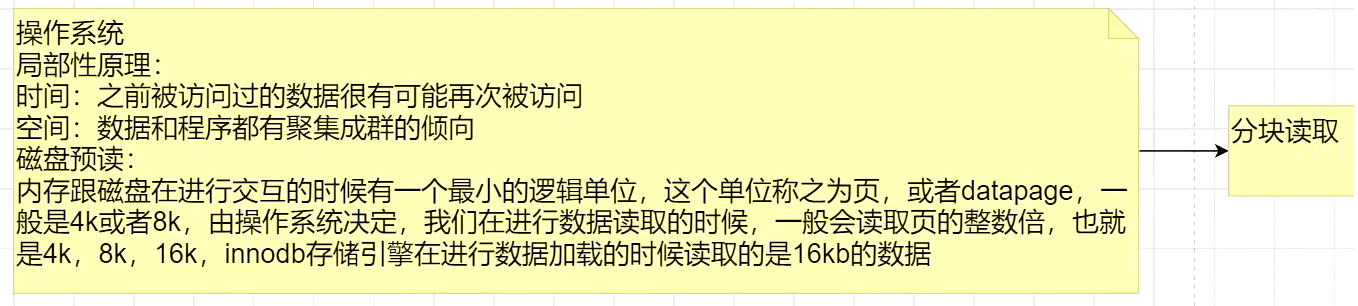 操作系统
局部性原理：
时间：之前被访问过的数据很有可能再次被访问
空间：数据和程序都有聚集成群的倾向
磁盘预读：
内存跟磁盘在进行交互的时候有一个最小的逻辑单位，这个单位称之为页，或者datapage，一
般是4k或者8k，由操作系统决定，我们在进行数据读取的时候，一般会读取页的整数倍，也就
是4k，8k，16k，innodb存储引擎在进行数据加载的时候读取的是16kb的数据
分块读取